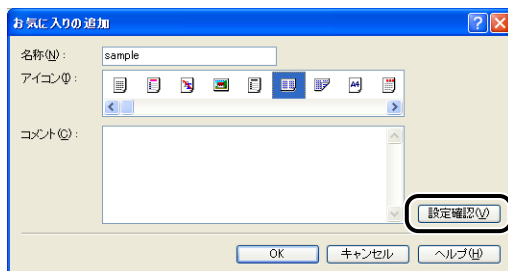 お気に入りの追加
名称(N): sample
アイコン(I):
A4
コメント(C):
設定確認(V)
OK キャンセル ヘルプ(H)